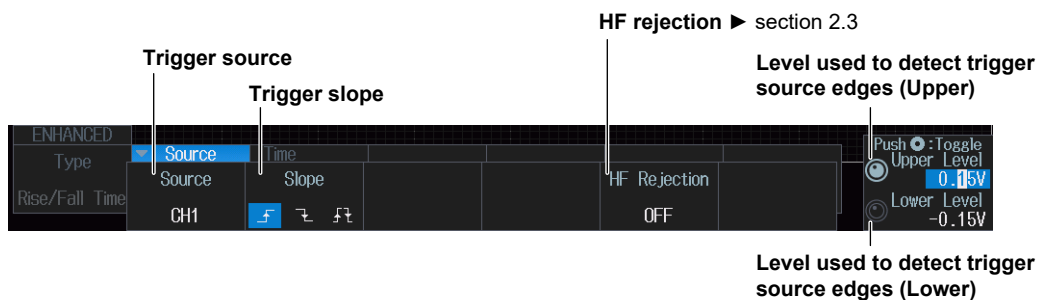 HF rejection ► section 2.3
Trigger source
Level used to detect trigger
source edges (Upper)
Trigger slope
ENHANCED
Type
Rise/Fall Time
Source
Time
Source
CH1
Slope
HF Rejection
OFF
Push :Toggle
Upper Level
0.15V
Lower Level
-0.15V
Level used to detect trigger
source edges (Lower)